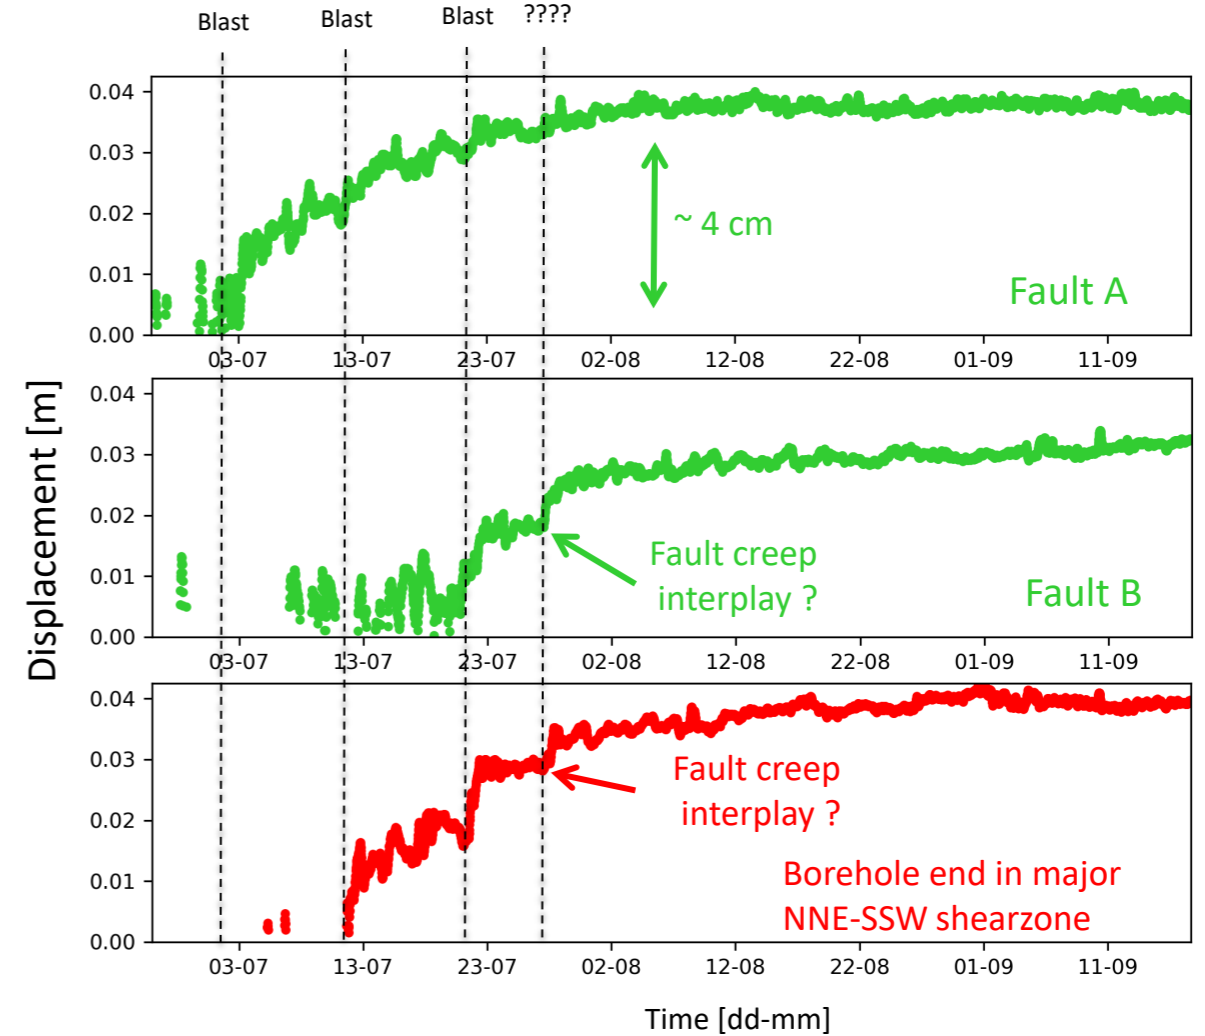 Blast Blast Blast ????
0.04
0.03
0.02
0.01
0.00
~ 4 cm
Fault A
03-07 13-07 23-07 02-08 12-08 22-08 01-09 11-09
Displacement [m]
0.04
0.03
0.02
0.01
0.00
Fault creep
interplay ?
Fault B
03-07 13-07 23-07 02-08 12-08 22-08 01-09 11-09
0.04
0.03
0.02
0.01
0.00
Fault creep
interplay ?
Borehole end in major
NNE-SSW shearzone
03-07 13-07 23-07 02-08 12-08 22-08 01-09 11-09
Time [dd-mm]